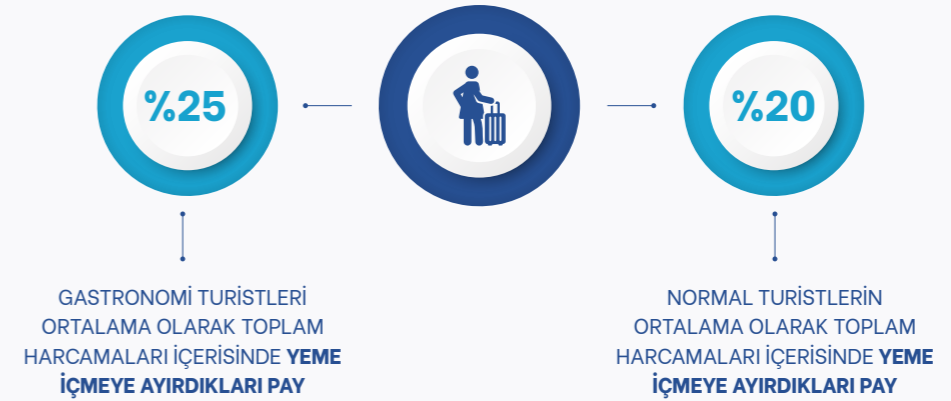 %25
%20
GASTRONOMİ TURİSTLERİ
ORTALAMA OLARAK TOPLAM
HARCAMALARI İÇERİSİNDE YEME
İÇMEYE AYIRDIKLARI PAY
NORMAL TURİSTLERİN
ORTALAMA OLARAK TOPLAM
HARCAMALARI İÇERİSİNDE YEME
İÇMEYE AYIRDIKLARI PAY